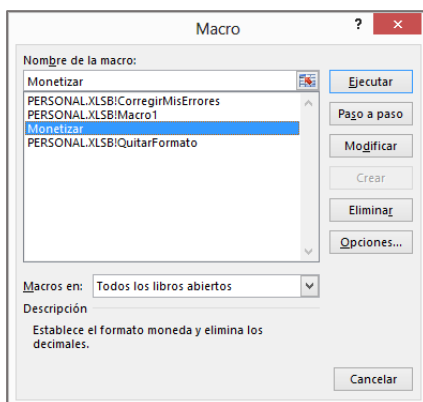 Macro
?
×
Nombre de la macro:
Monetizar
Ejecutar
PERSONAL.XLSB!CorregirMisErrores
PERSONAL.XLSB!Macro1
Monetizar
PERSONAL.XLSB!QuitarFormato
Paso a paso
Modificar
Crear
Eliminar
Opciones...
Macros en: Todos los libros abiertos
Descripción
Establece el formato moneda y elimina los
decimales.
Cancelar